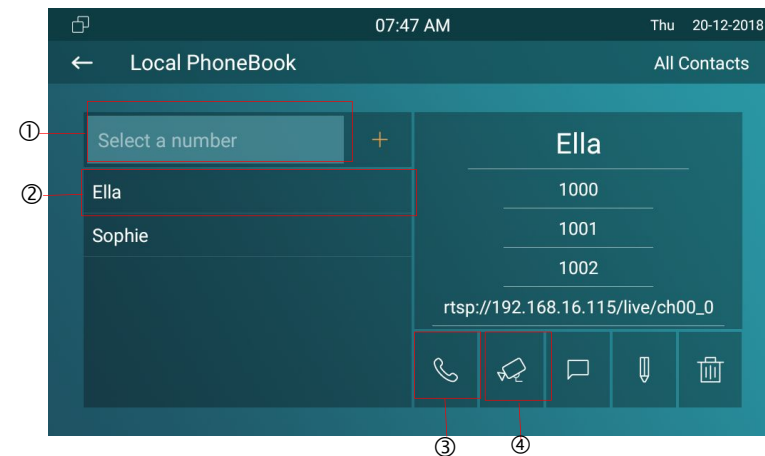 07:47 AM Thu 20-12-2018
← Local PhoneBook All Contacts
① Select a number + Ella
② Ella 1000
Sophie 1001
1002
rtsp://192.168.16.115/live/ch00_0
③ ④